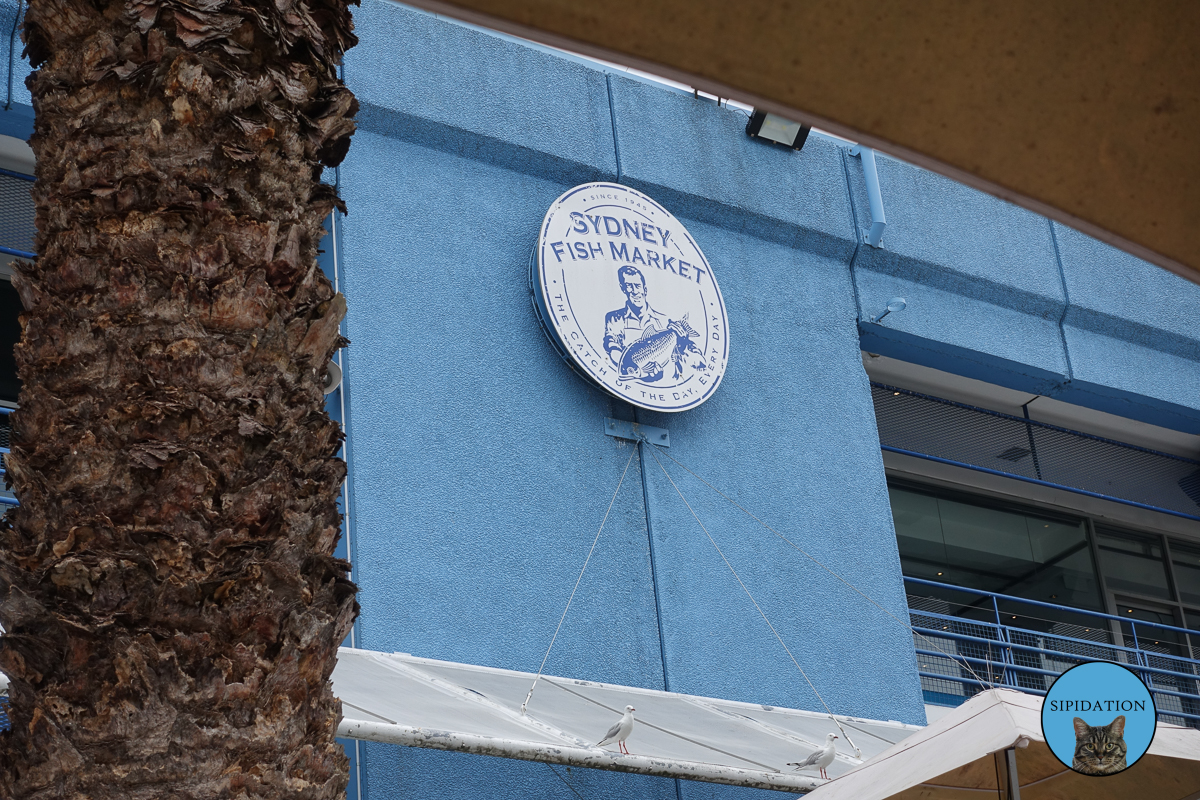 • SINCE 1945 •
SYDNEY
FISH MARKET
• THE CATCH OF THE DAY, EVERY DAY •
SIPIDATION